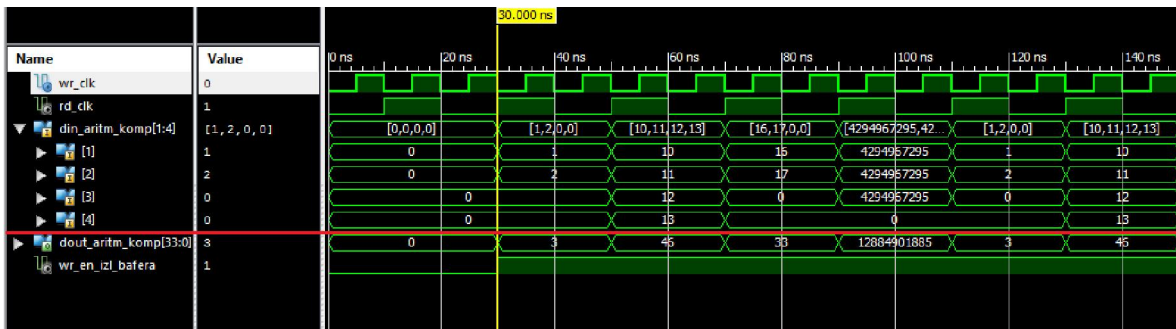 30.000 ns
Name Value 0 ns 20 ns 40 ns 60 ns 80 ns 100 ns 120 ns 140 ns
wr_clk 0
rd_clk 1
din_aritm_komp[1:4] [1,2,0,0] [0,0,0,0] [1,2,0,0] [10,11,12,13] [16,17,0,0] [4294967295,42... [1,2,0,0] [10,11,12,13]
[1] 1 0 1 10 16 4294967295 1 10
[2] 2 0 2 11 17 4294967295 2 11
[3] 0 0 12 0 4294967295 0 12
[4] 0 0 13 0 13
dout_aritm_komp[33:0] 3 0 3 46 33 12884901885 3 46
wr_en_izl_bafera 1